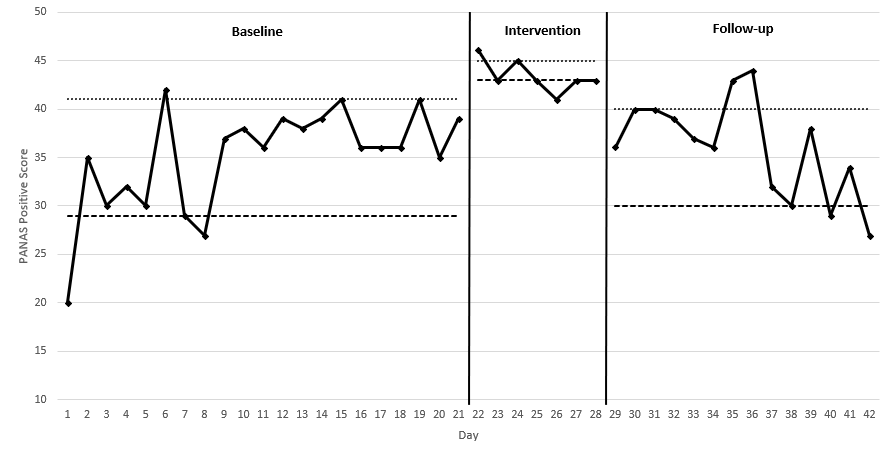 50
Baseline
Intervention
Follow-up
45
40
35
30
25
20
15
10
PANAS Positive Score
1 2 3 4 5 6 7 8 9 10 11 12 13 14 15 16 17 18 19 20 21 22 23 24 25 26 27 28 29 30 31 32 33 34 35 36 37 38 39 40 41 42
Day